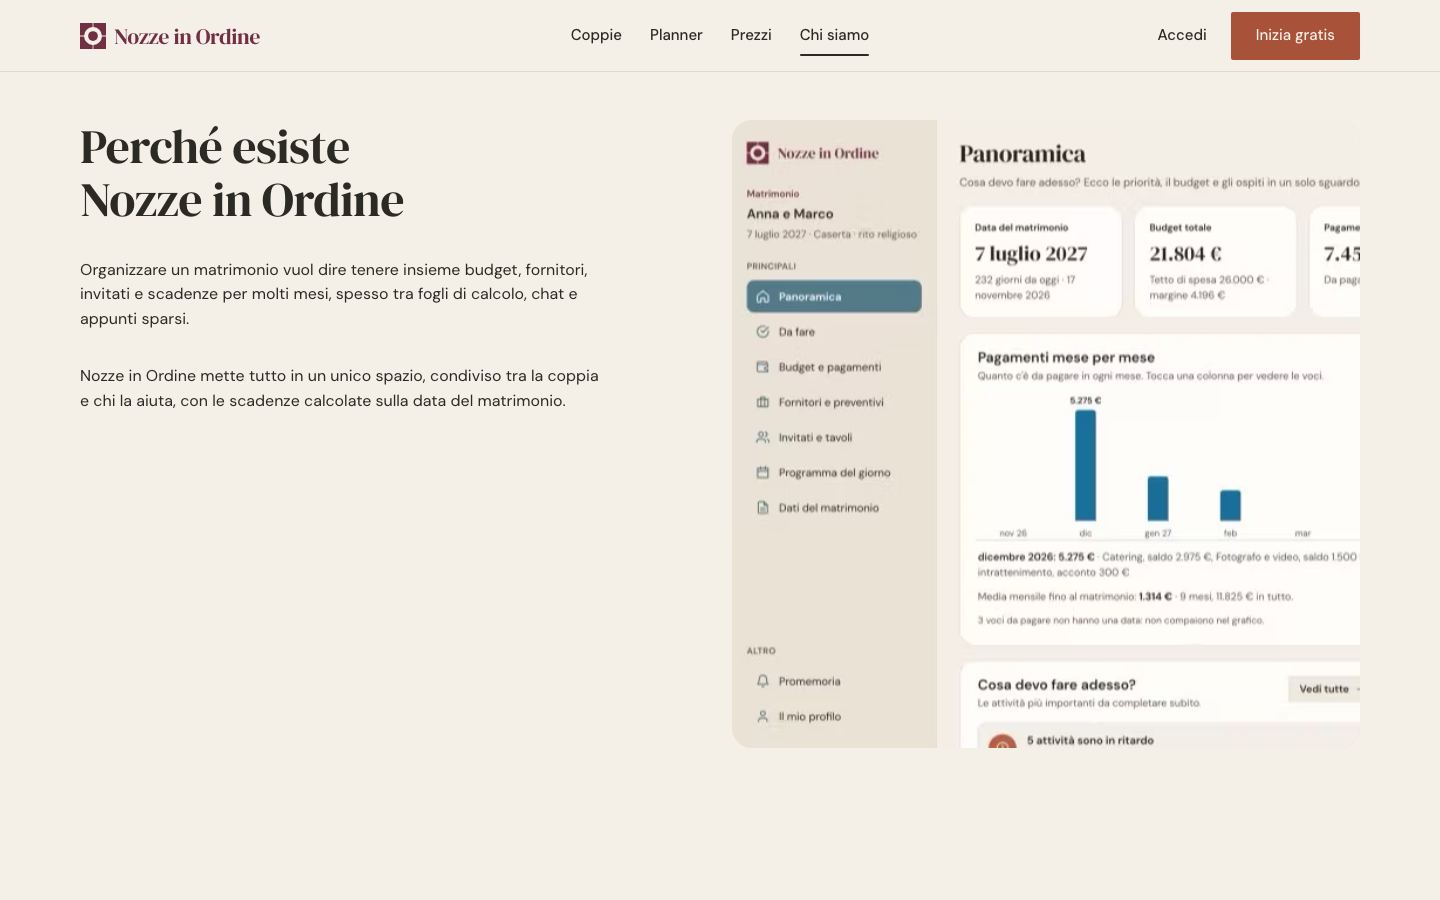 Nozze in Ordine
Coppie
Planner
Prezzi
Chi siamo
Accedi
Inizia gratis
Perché esiste
Nozze in Ordine
Organizzare un matrimonio vuol dire tenere insieme budget, fornitori,
invitati e scadenze per molti mesi, spesso tra fogli di calcolo, chat e
appunti sparsi.
Nozze in Ordine mette tutto in un unico spazio, condiviso tra la coppia
e chi la aiuta, con le scadenze calcolate sulla data del matrimonio.
Nozze in Ordine
Matrimonio
Anna e Marco
7 luglio 2027 · Caserta · rito religioso
PRINCIPALI
Panoramica
Da fare
Budget e pagamenti
Fornitori e preventivi
Invitati e tavoli
Programma del giorno
Dati del matrimonio
ALTRO
Promemoria
Il mio profilo
Panoramica
Cosa devo fare adesso? Ecco le priorità, il budget e gli ospiti in un solo sguardo
Data del matrimonio
7 luglio 2027
232 giorni da oggi · 17
novembre 2026
Budget totale
21.804 €
Tetto di spesa 26.000 € ·
margine 4.196 €
Pagame
7.45
Da paga
Pagamenti mese per mese
Quanto c'è da pagare in ogni mese. Tocca una colonna per vedere le voci.
5.275 €
nov 26
dic
gen 27
feb
mar
dicembre 2026: 5.275 € · Catering, saldo 2.975 €, Fotografo e video, saldo 1.500
intrattenimento, acconto 300 €
Media mensile fino al matrimonio: 1.314 € · 9 mesi, 11.825 € in tutto.
3 voci da pagare non hanno una data: non compaiono nel grafico.
Cosa devo fare adesso?
Le attività più importanti da completare subito.
Vedi tutte
5 attività sono in ritardo